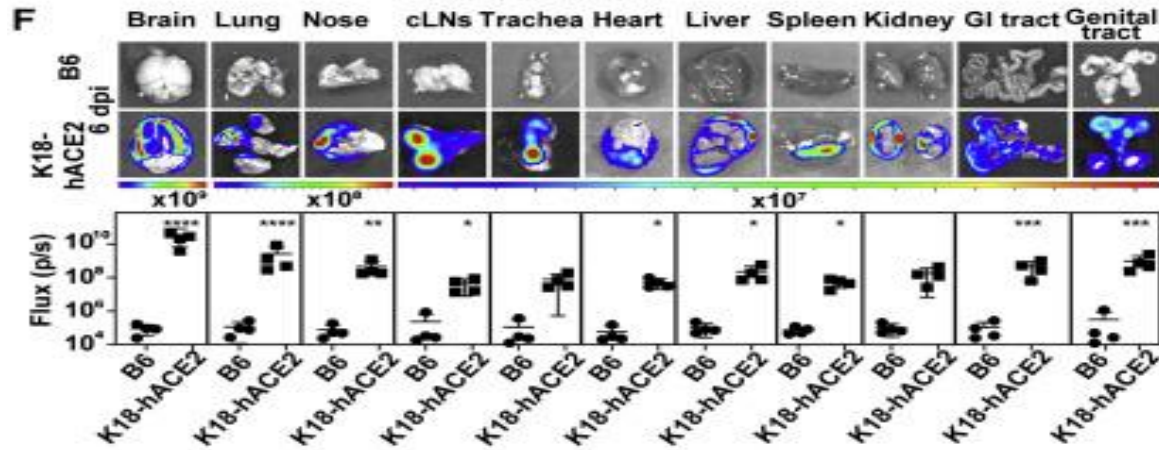 F
Brain Lung Nose cLNs Trachea Heart Liver Spleen Kidney GI tract Genital tract
B6
6 dpi
K18-hACE2
x10⁹ x10⁸ x10⁷
**** **** ** * * * * *** ***
Flux (p/s)
10¹⁰
10⁸
10⁶
10⁴
B6 K18-hACE2 B6 K18-hACE2 B6 K18-hACE2 B6 K18-hACE2 B6 K18-hACE2 B6 K18-hACE2 B6 K18-hACE2 B6 K18-hACE2 B6 K18-hACE2 B6 K18-hACE2 B6 K18-hACE2